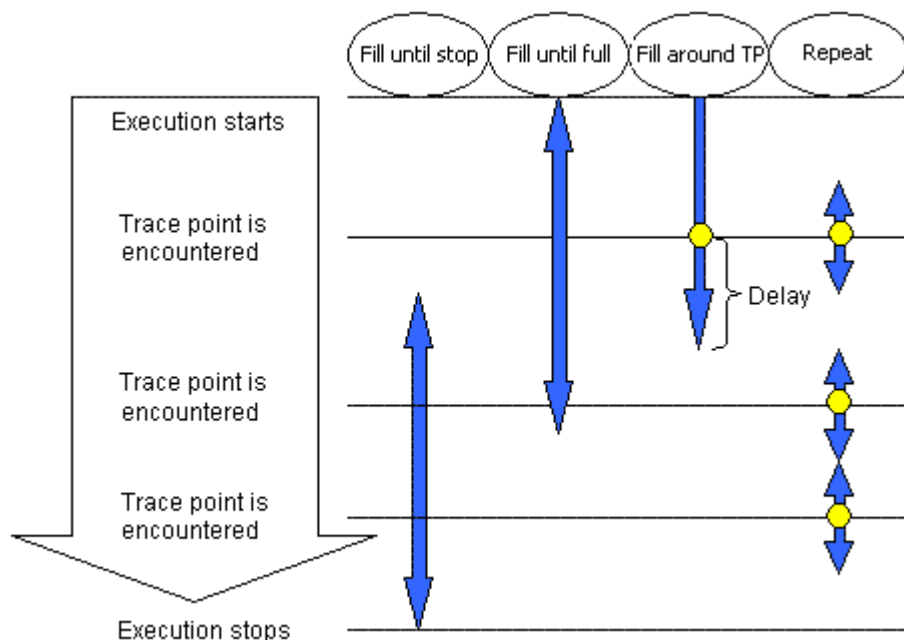 Fill until stop
Fill until full
Fill around TP
Repeat
Execution starts
Trace point is
encountered
Delay
Trace point is
encountered
Trace point is
encountered
Execution stops